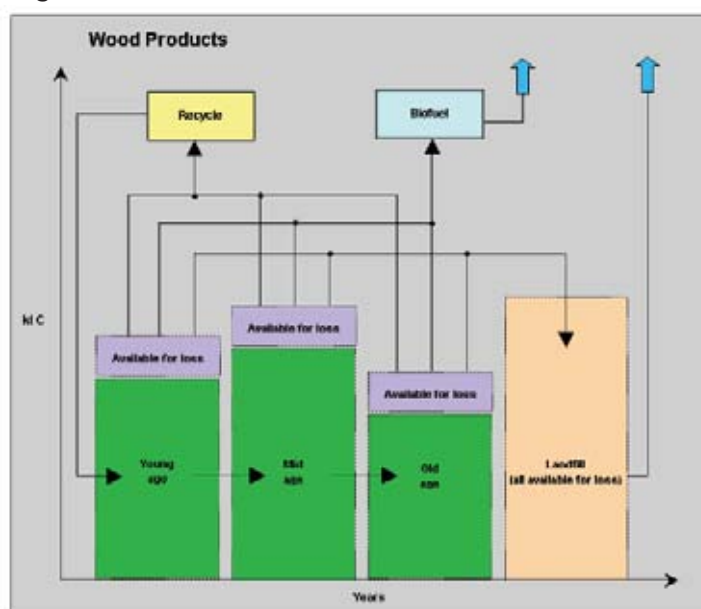 Wood Products
Recycle
Biofuel
kt C
Available for loss
Available for loss
Available for loss
Young
age
Mid
age
Old
age
Landfill
(all available for loss)
Years